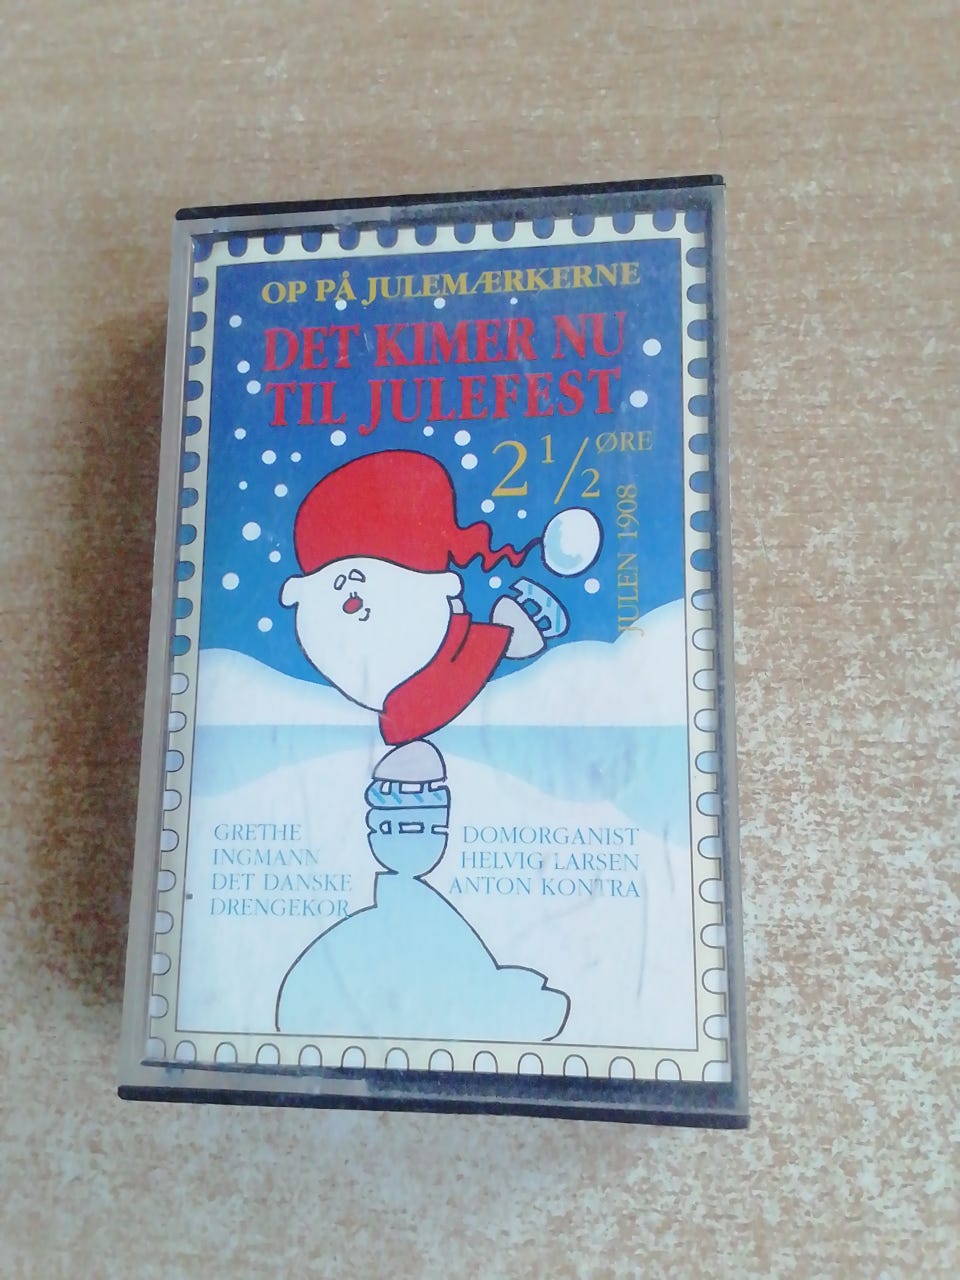 OP PÅ JULEMÆRKERNE
DET KIMER NU
TIL JULEFEST
2 1/2 ØRE
JULEN 1908
GRETHE
INGMANN
DET DANSKE
DRENGEKOR
DOMORGANIST
HELVIG LARSEN
ANTON KONTRA